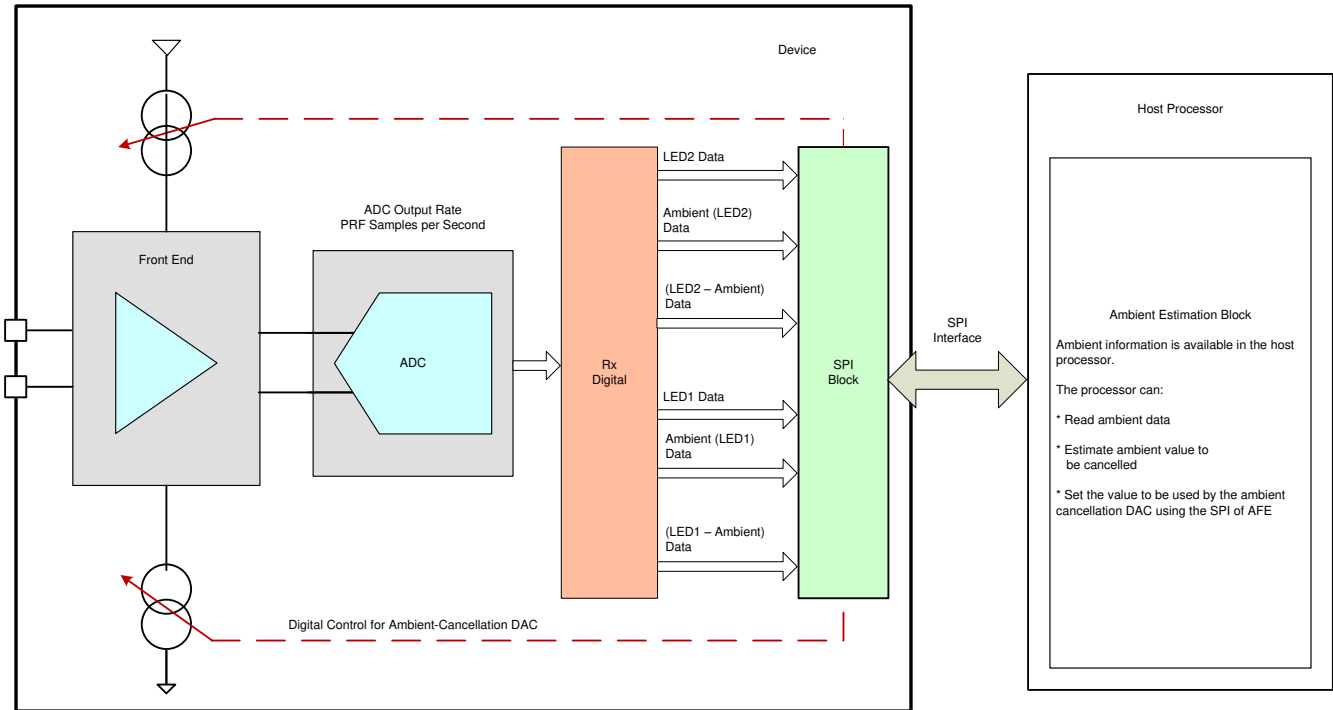 Device
Host Processor
LED2 Data
ADC Output Rate
PRF Samples per Second
Ambient (LED2)
Data
Front End
(LED2 – Ambient)
Data
ADC
Rx
Digital
SPI
Block
SPI
Interface
LED1 Data
Ambient (LED1)
Data
(LED1 – Ambient)
Data
Digital Control for Ambient-Cancellation DAC
Ambient Estimation Block
Ambient information is available in the host
processor.
The processor can:
* Read ambient data
* Estimate ambient value to
be cancelled
* Set the value to be used by the ambient
cancellation DAC using the SPI of AFE